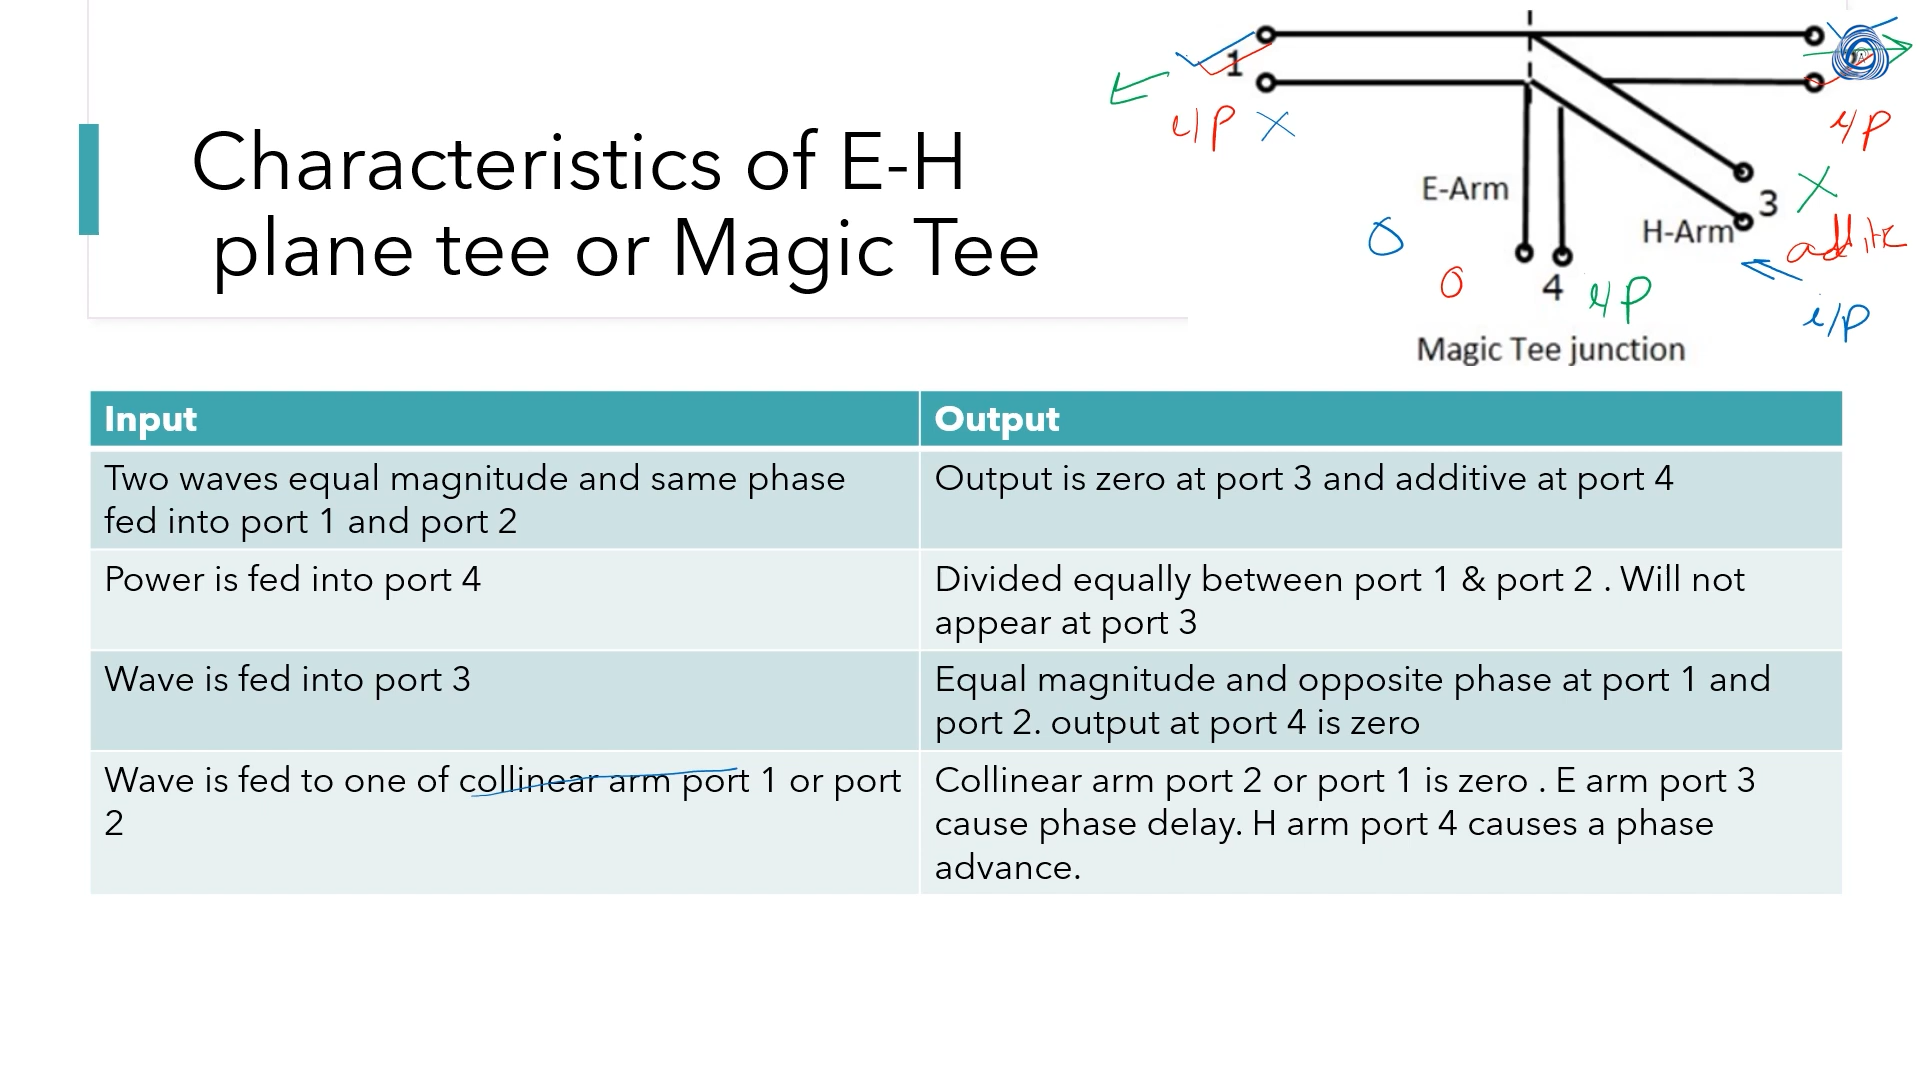 Characteristics of E-H
plane tee or Magic Tee
1
i/p X
i/p
E-Arm
3 X
H-Arm
additive
0
0
4 i/p
i/p
Magic Tee junction
Input Output
Two waves equal magnitude and same phase
fed into port 1 and port 2
Output is zero at port 3 and additive at port 4
Power is fed into port 4
Divided equally between port 1 & port 2 . Will not
appear at port 3
Wave is fed into port 3
Equal magnitude and opposite phase at port 1 and
port 2. output at port 4 is zero
Wave is fed to one of collinear arm port 1 or port
2
Collinear arm port 2 or port 1 is zero . E arm port 3
cause phase delay. H arm port 4 causes a phase
advance.